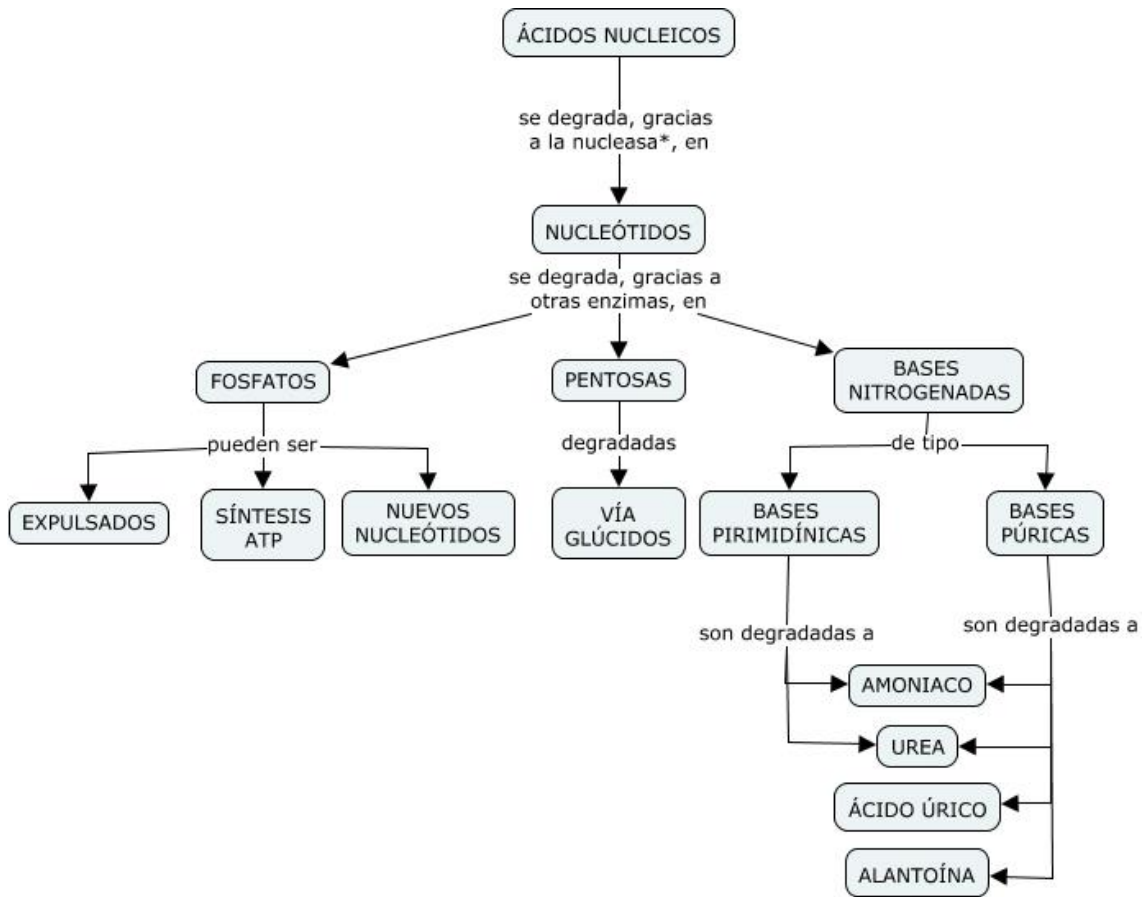 ÁCIDOS NUCLEICOS
se degrada, gracias
a la nucleasa*, en
NUCLEÓTIDOS
se degrada, gracias a
otras enzimas, en
FOSFATOS
PENTOSAS
BASES
NITROGENADAS
pueden ser
degradadas
de tipo
EXPULSADOS
SÍNTESIS
ATP
NUEVOS
NUCLEÓTIDOS
VÍA
GLÚCIDOS
BASES
PIRIMIDÍNICAS
BASES
PÚRICAS
son degradadas a
son degradadas a
AMONIACO
UREA
ÁCIDO ÚRICO
ALANTOÍNA